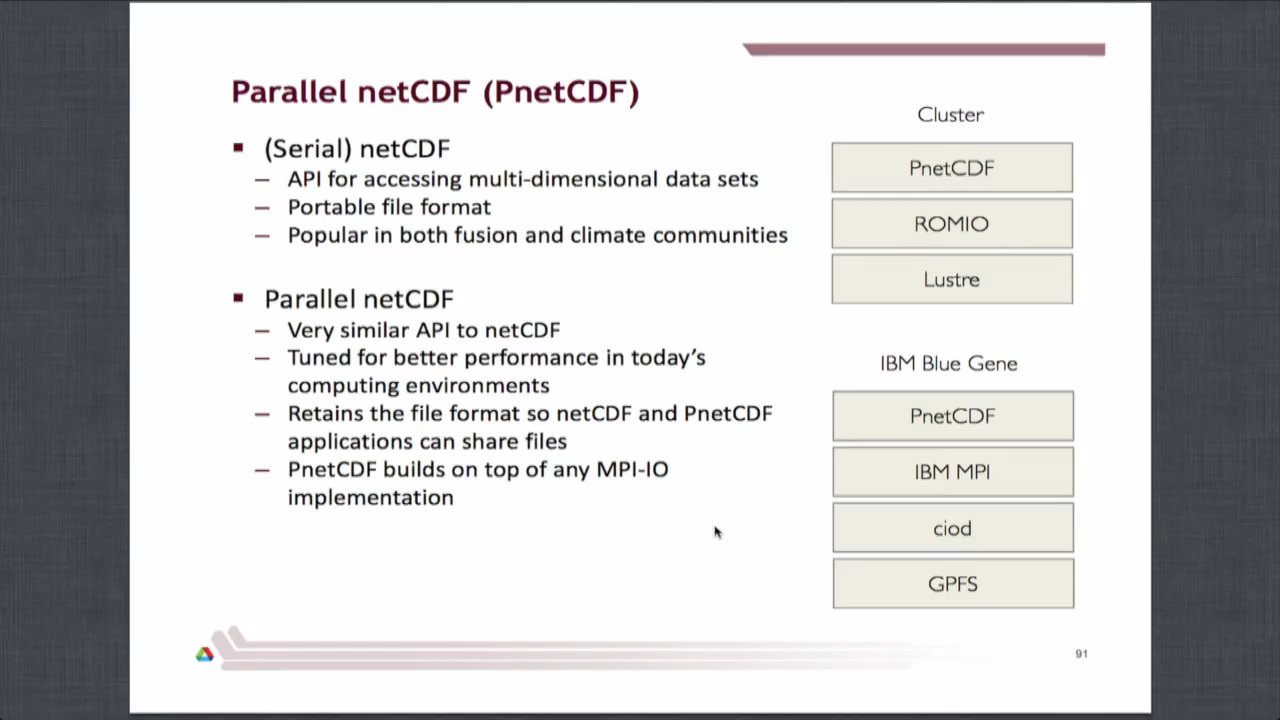 Parallel netCDF (PnetCDF)
▪ (Serial) netCDF
– API for accessing multi-dimensional data sets
– Portable file format
– Popular in both fusion and climate communities
▪ Parallel netCDF
– Very similar API to netCDF
– Tuned for better performance in today's
computing environments
– Retains the file format so netCDF and PnetCDF
applications can share files
– PnetCDF builds on top of any MPI-IO
implementation
Cluster
PnetCDF
ROMIO
Lustre
IBM Blue Gene
PnetCDF
IBM MPI
ciod
GPFS
91